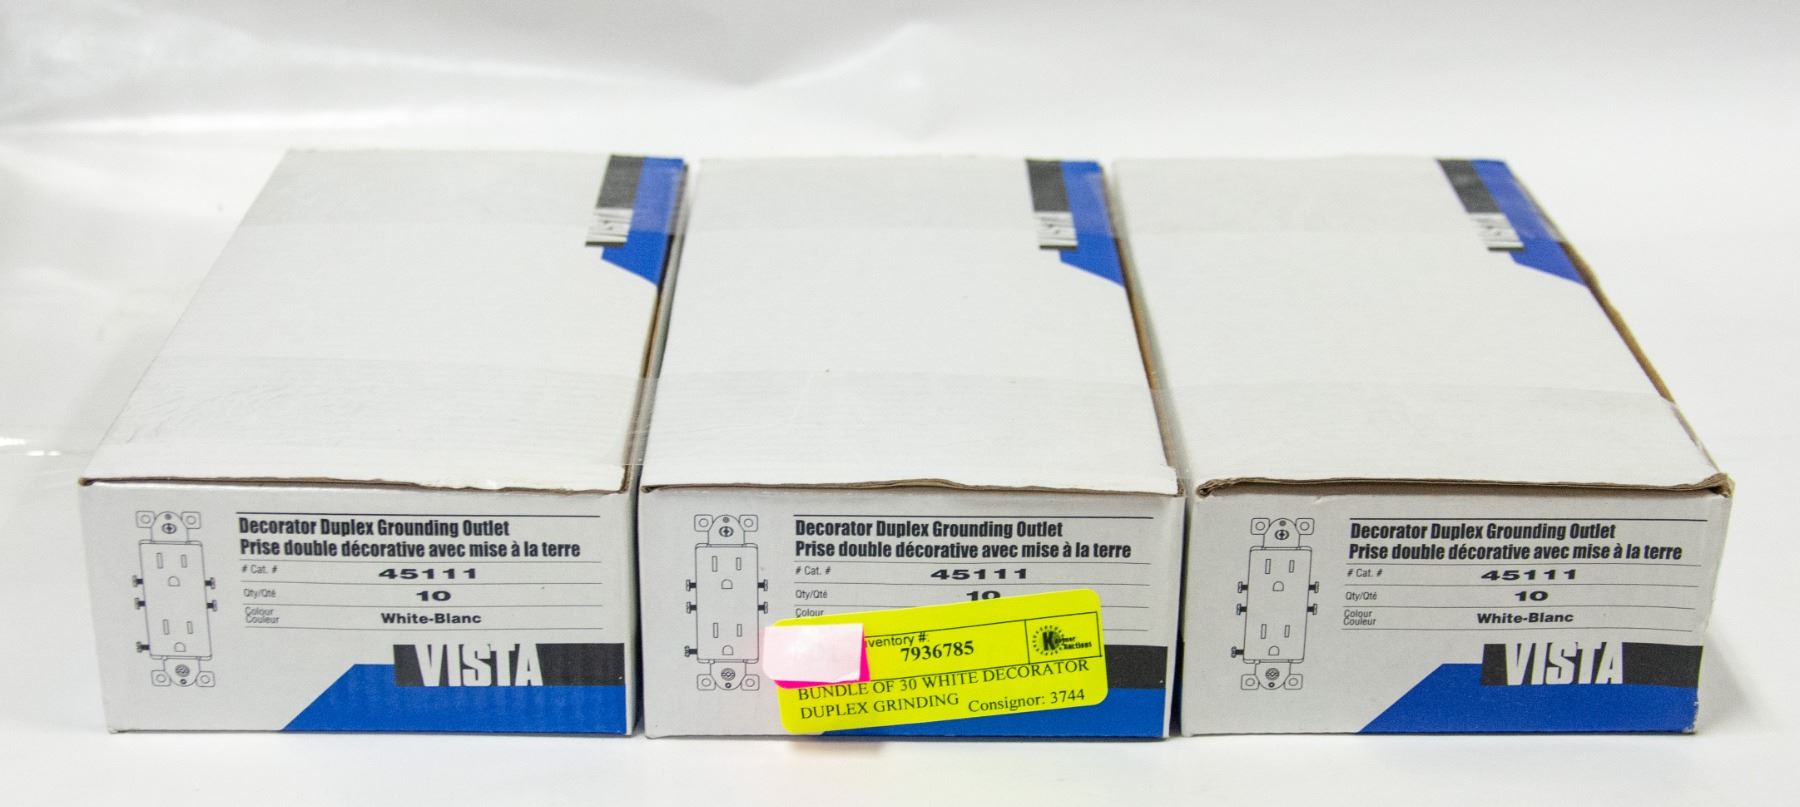 VISTA
VISTA
VISTA
Decorator Duplex Grounding Outlet
Prise double décorative avec mise à la terre
# Cat. # 45111
Qty/Qté 10
Colour
Couleur White-Blanc
VISTA
Decorator Duplex Grounding Outlet
Prise double décorative avec mise à la terre
# Cat. # 45111
Qty/Qté 10
Colour
ventory #:
7936785
Auctions
BUNDLE OF 30 WHITE DECORATOR
DUPLEX GRINDING Consignor: 3744
Decorator Duplex Grounding Outlet
Prise double décorative avec mise à la terre
# Cat. # 45111
Qty/Qté 10
Colour
Couleur White-Blanc
VISTA